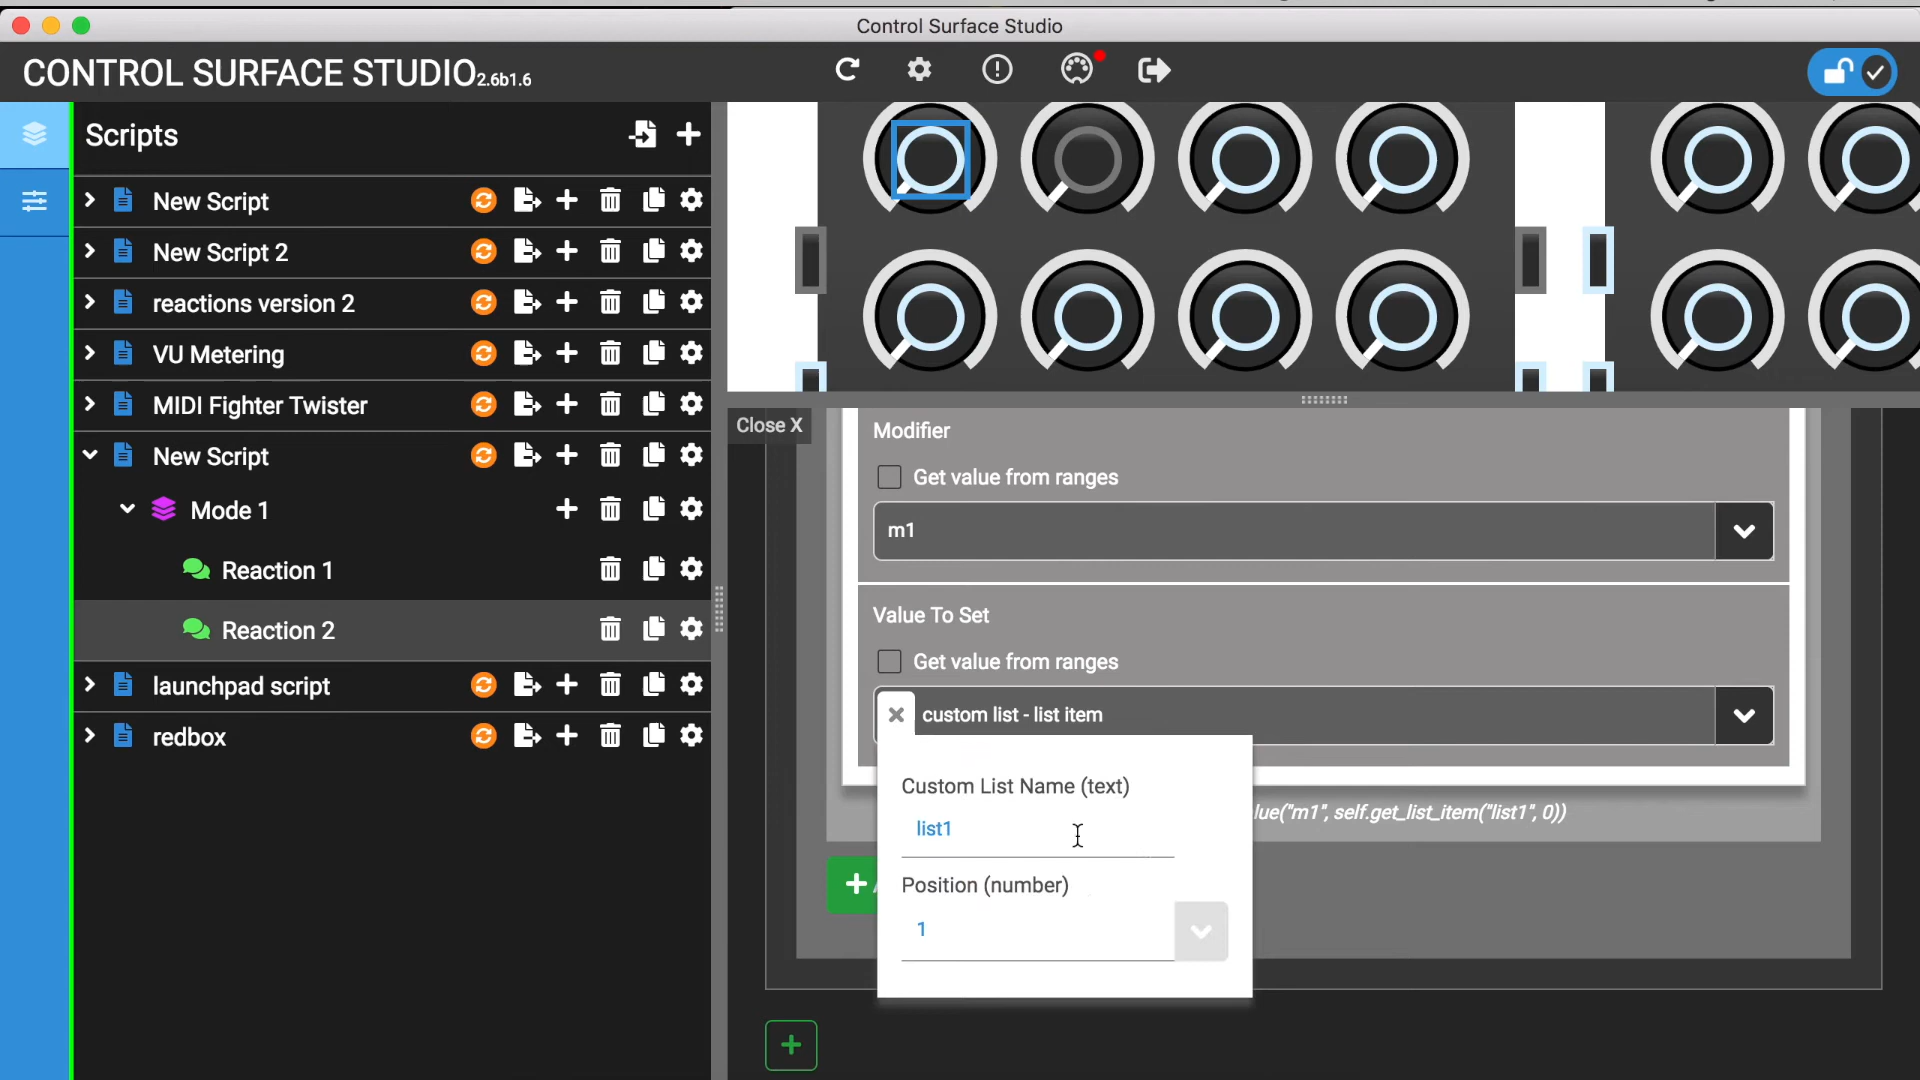 Control Surface Studio
CONTROL SURFACE STUDIO2.6b1.6
Scripts
New Script
New Script 2
reactions version 2
VU Metering
MIDI Fighter Twister
New Script
Mode 1
Reaction 1
Reaction 2
launchpad script
redbox
Close X
Modifier
Get value from ranges
m1
Value To Set
Get value from ranges
custom list - list item
Custom List Name (text)
list1
lue("m1", self.get_list_item("list1", 0))
Position (number)
1